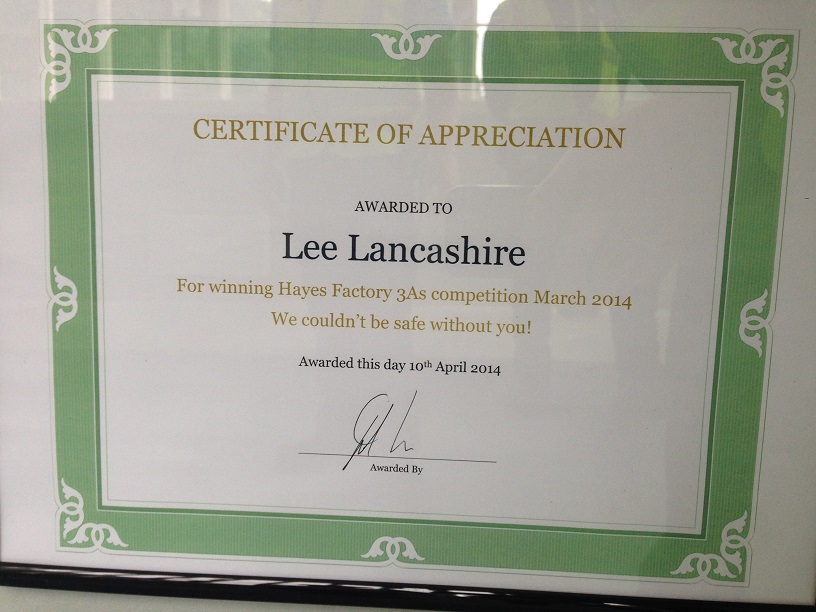 CERTIFICATE OF APPRECIATION
AWARDED TO
Lee Lancashire
For winning Hayes Factory 3As competition March 2014
We couldn't be safe without you!
Awarded this day 10th April 2014
Awarded By